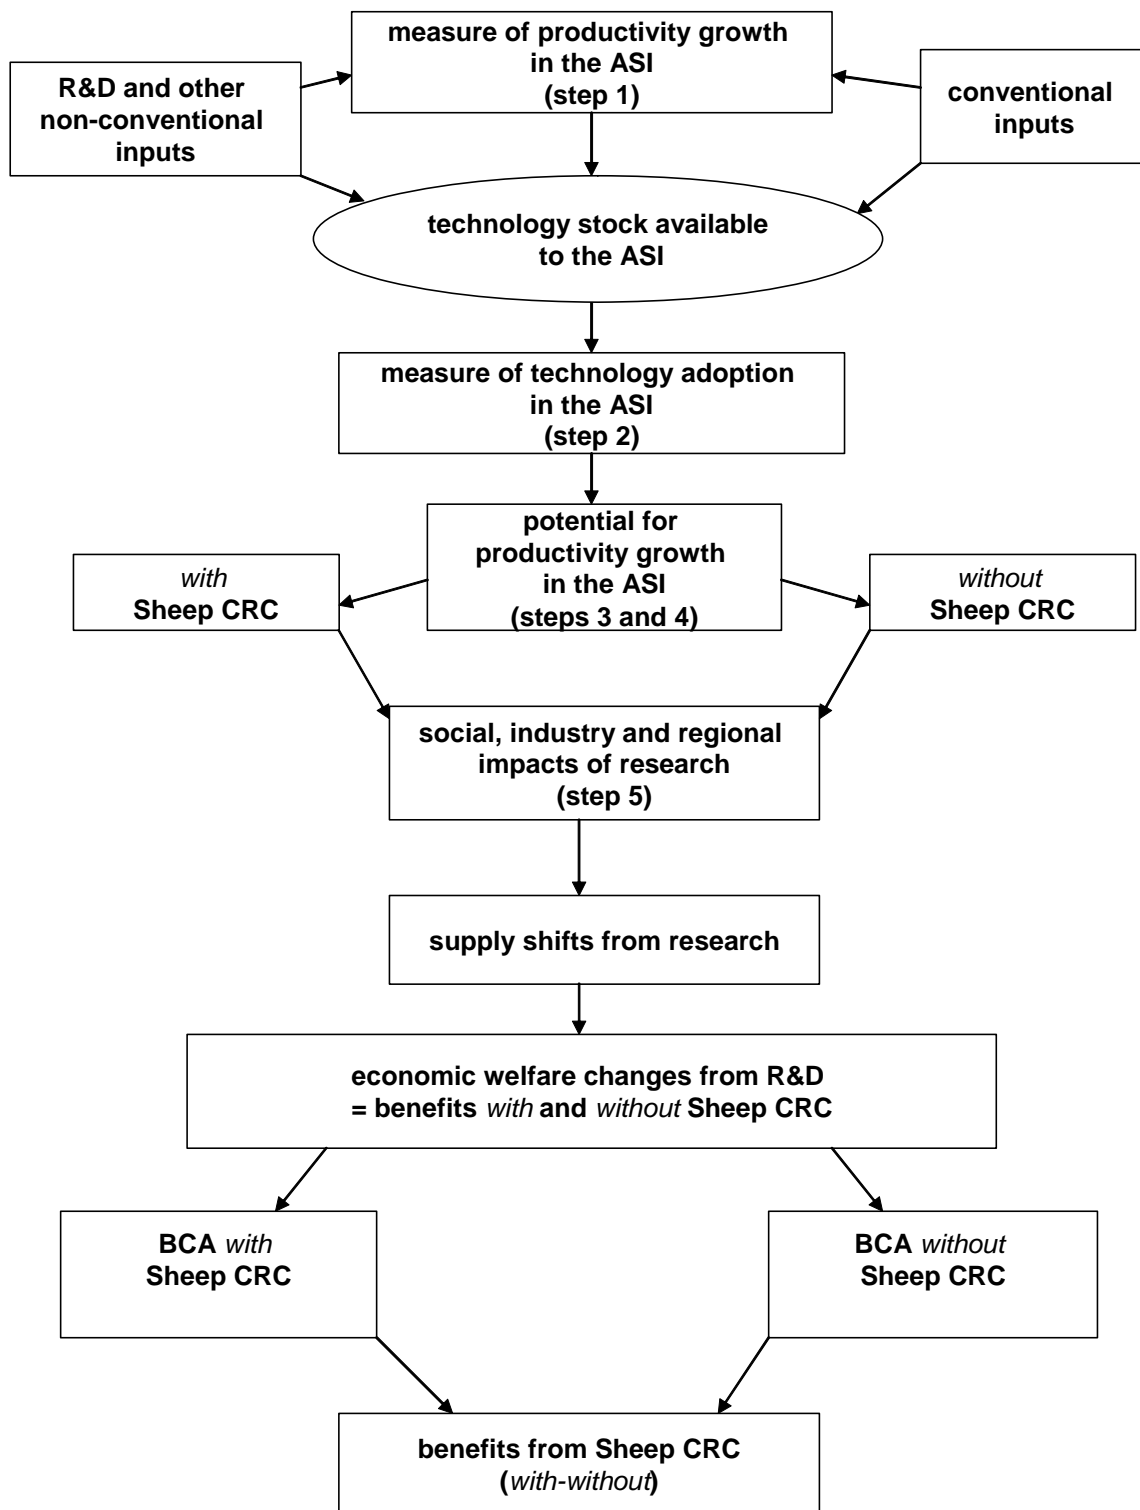 measure of productivity growth
in the ASI
(step 1)
R&D and other
non-conventional
inputs
conventional
inputs
technology stock available
to the ASI
measure of technology adoption
in the ASI
(step 2)
potential for
productivity growth
in the ASI
(steps 3 and 4)
with
Sheep CRC
without
Sheep CRC
social, industry and regional
impacts of research
(step 5)
supply shifts from research
economic welfare changes from R&D
= benefits with and without Sheep CRC
BCA with
Sheep CRC
BCA without
Sheep CRC
benefits from Sheep CRC
(with-without)